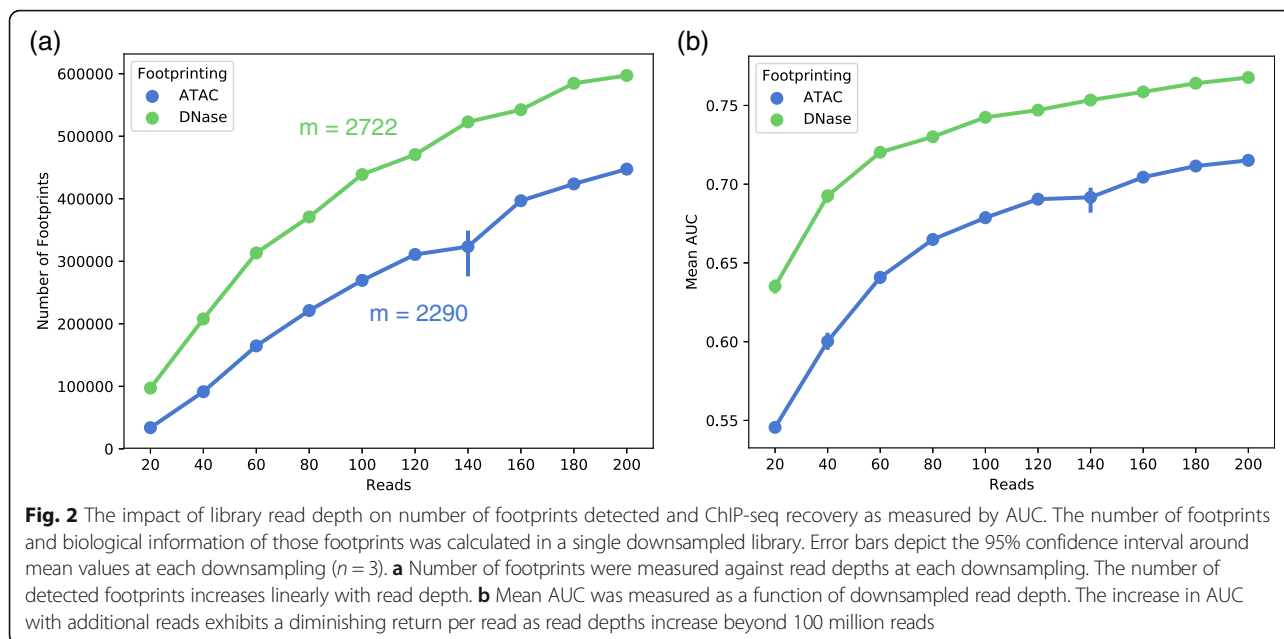 (a)
Footprinting
ATAC
DNase
m = 2722
m = 2290
Number of Footprints
600000
500000
400000
300000
200000
100000
0
20 40 60 80 100 120 140 160 180 200
Reads
(b)
Footprinting
ATAC
DNase
Mean AUC
0.75
0.70
0.65
0.60
0.55
20 40 60 80 100 120 140 160 180 200
Reads
Fig. 2 The impact of library read depth on number of footprints detected and ChIP-seq recovery as measured by AUC. The number of footprints
and biological information of those footprints was calculated in a single downsampled library. Error bars depict the 95% confidence interval around
mean values at each downsampling (n = 3). a Number of footprints were measured against read depths at each downsampling. The number of
detected footprints increases linearly with read depth. b Mean AUC was measured as a function of downsampled read depth. The increase in AUC
with additional reads exhibits a diminishing return per read as read depths increase beyond 100 million reads